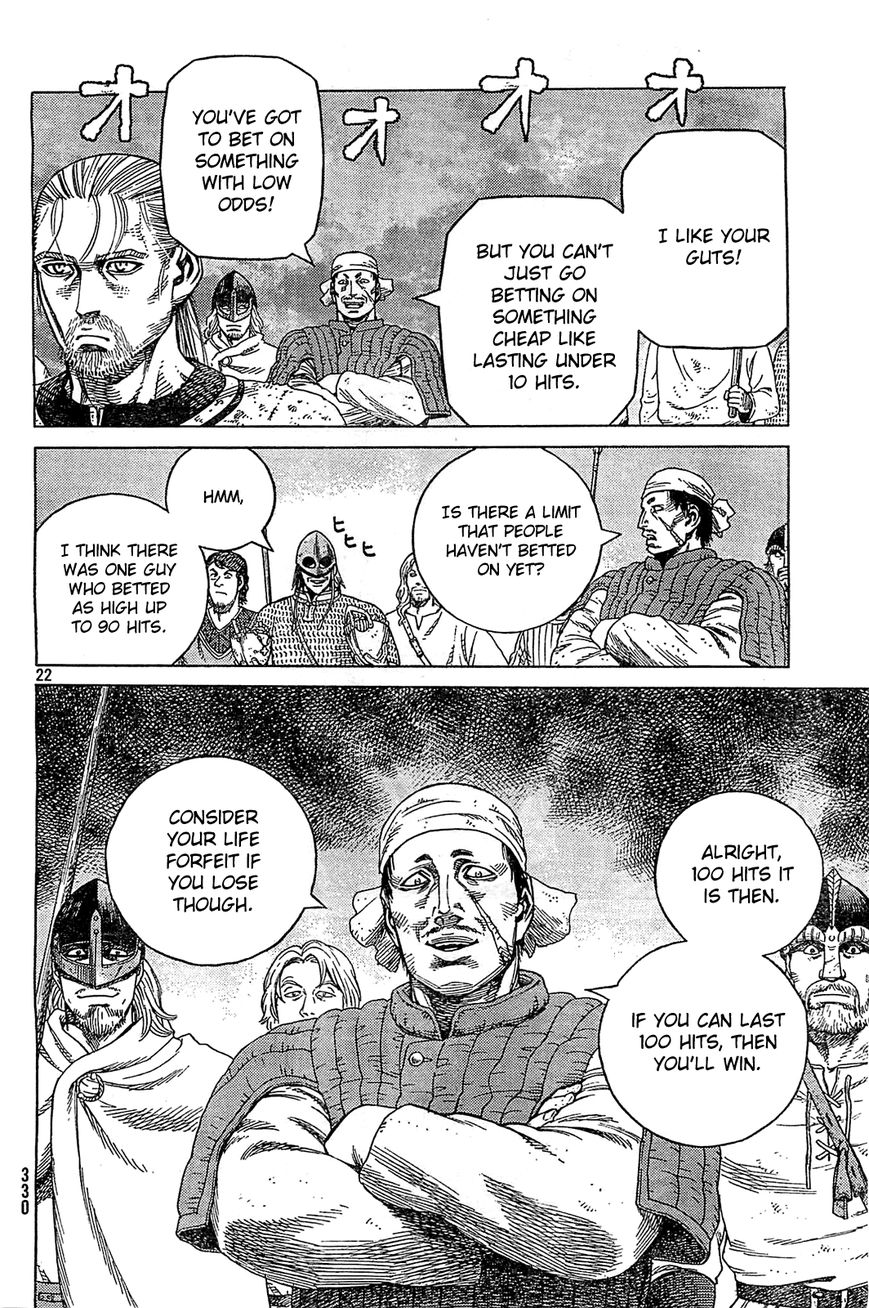 オ オ オ オ
I LIKE YOUR
GUTS!
BUT YOU CAN'T
JUST GO
BETTING ON
SOMETHING
CHEAP LIKE
LASTING UNDER
10 HITS.
YOU'VE GOT
TO BET ON
SOMETHING
WITH LOW
ODDS!
IS THERE A LIMIT
THAT PEOPLE
HAVEN'T BETTED
ON YET?
ヒヒヒ
HMM,
I THINK THERE
WAS ONE GUY
WHO BETTED
AS HIGH UP
TO 90 HITS.
22
ALRIGHT,
100 HITS IT
IS THEN.
IF YOU CAN LAST
100 HITS, THEN
YOU'LL WIN.
CONSIDER
YOUR LIFE
FORFEIT IF
YOU LOSE
THOUGH.
330